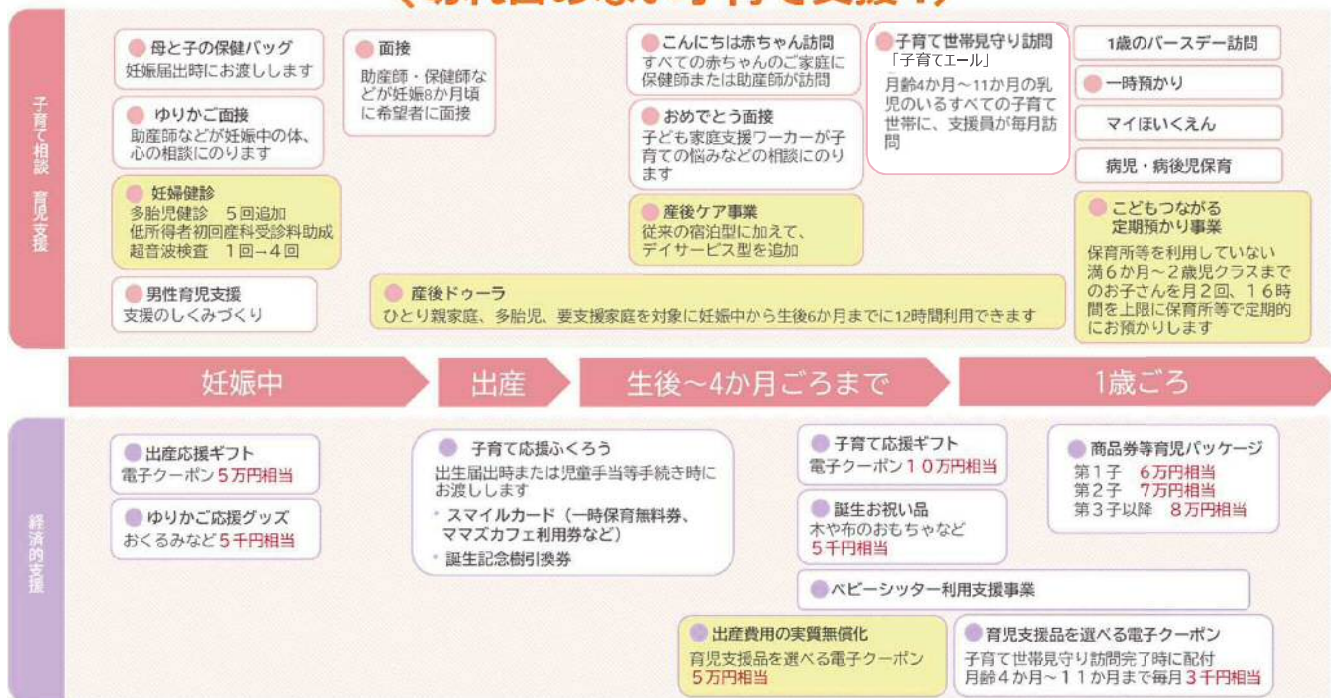 子育て相談 育児支援
母と子の保健バッグ
妊娠届出時にお渡しします
ゆりかご面接
助産師などが妊娠中の体、
心の相談にのります
妊婦健診
多胎児健診 5回追加
低所得者初回産科受診料助成
超音波検査 1回→4回
男性育児支援
支援のしくみづくり
面接
助産師・保健師な
どが妊娠8か月頃
に希望者に面接
こんにちは赤ちゃん訪問
すべての赤ちゃんのご家庭に
保健師または助産師が訪問
おめでとう面接
子ども家庭支援ワーカーが子
育ての悩みなどの相談にのり
ます
産後ケア事業
従来の宿泊型に加えて、
デイサービス型を追加
産後ドゥーラ
ひとり親家庭、多胎児、要支援家庭を対象に妊娠中から生後6か月までに12時間利用できます
子育て世帯見守り訪問
「子育てエール」
月齢4か月～11か月の乳
児のいるすべての子育て
世帯に、支援員が毎月訪
問
1歳のバースデー訪問
一時預かり
マイほいくえん
病児・病後児保育
こどもつながる
定期預かり事業
保育所等を利用していない
満6か月～2歳児クラスまで
のお子さんを月2回、16時
間を上限に保育所等で定期的
にお預かりします
妊娠中
出産
生後～4か月ごろまで
1歳ごろ
経済的支援
出産応援ギフト
電子クーポン5万円相当
ゆりかご応援グッズ
おくるみなど5千円相当
子育て応援ふくろう
出生届出時または児童手当等手続き時に
お渡しします
・スマイルカード（一時保育無料券、
ママズカフェ利用券など）
・誕生記念樹引換券
子育て応援ギフト
電子クーポン10万円相当
誕生お祝い品
木や布のおもちゃなど
5千円相当
ベビーシッター利用支援事業
商品券等育児パッケージ
第1子 6万円相当
第2子 7万円相当
第3子以降 8万円相当
出産費用の実質無償化
育児支援品を選べる電子クーポン
5万円相当
育児支援品を選べる電子クーポン
子育て世帯見守り訪問完了時に配付
月齢4か月～11か月まで毎月3千円相当